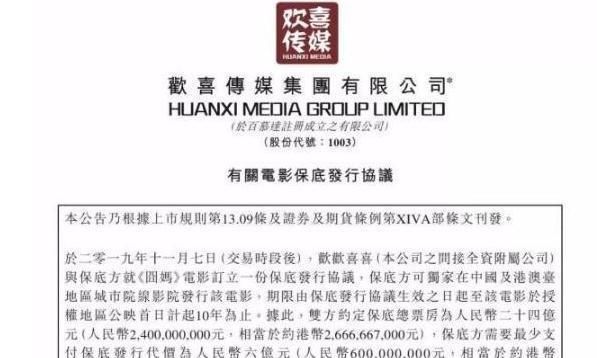 欢喜
传媒
HUANXI MEDIA
歡喜傳媒集團有限公司*
HUANXI MEDIA GROUP LIMITED
(於百慕達註冊成立之有限公司)
(股份代號：1003)
有關電影保底發行協議
本公告乃根據上市規則第13.09條及證券及期貨條例第XIVA部條文刊發。
於二零一九年十一月七日(交易時段後)，歡歡喜喜(本公司之間接全資附屬公司)
與保底方就《囧媽》電影訂立一份保底發行協議，保底方可獨家在中國及港澳臺
地區城市院線影院發行該電影，期限由保底發行協議生效之日起至該電影於授
權地區公映首日計起10年為止。據此，雙方約定保底總票房為人民幣二十四億
元(人民幣2,400,000,000元，相當於約港幣2,666,667,000元)，保底方需要最少支
付保底發行代價為人民幣六億元(人民幣600,000,000元，相當於約港幣